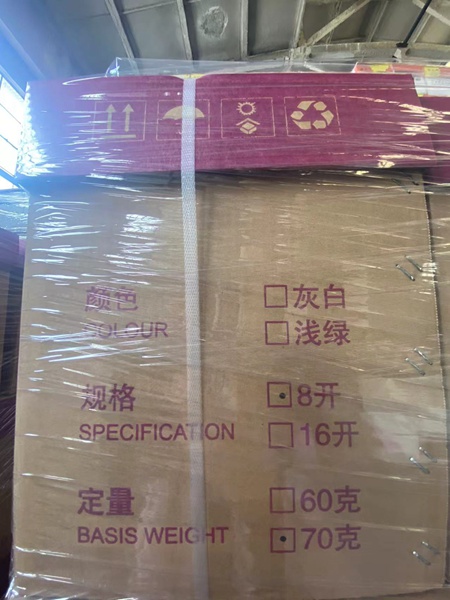 颜色 □灰白
COLOUR □浅绿
规格 ⊡8开
SPECIFICATION □16开
定量 □60克
BASIS WEIGHT ⊡70克